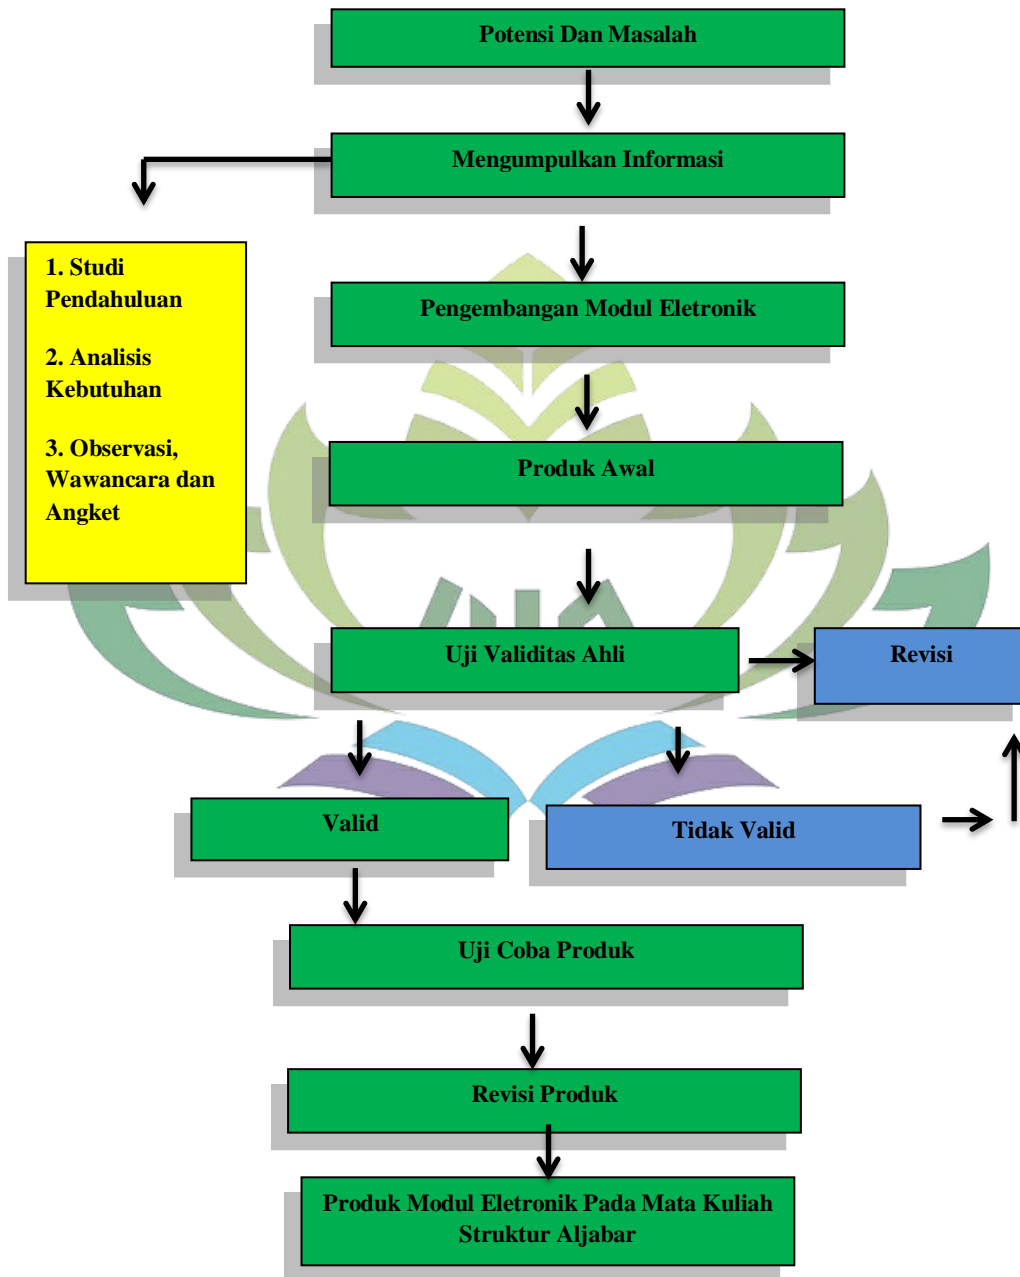 Potensi Dan Masalah
Mengumpulkan Informasi
1. Studi
Pendahuluan
2. Analisis
Kebutuhan
3. Observasi,
Wawancara dan
Angket
Pengembangan Modul Eletronik
Produk Awal
Uji Validitas Ahli
Revisi
Valid
Tidak Valid
Uji Coba Produk
Revisi Produk
Produk Modul Eletronik Pada Mata Kuliah
Struktur Aljabar